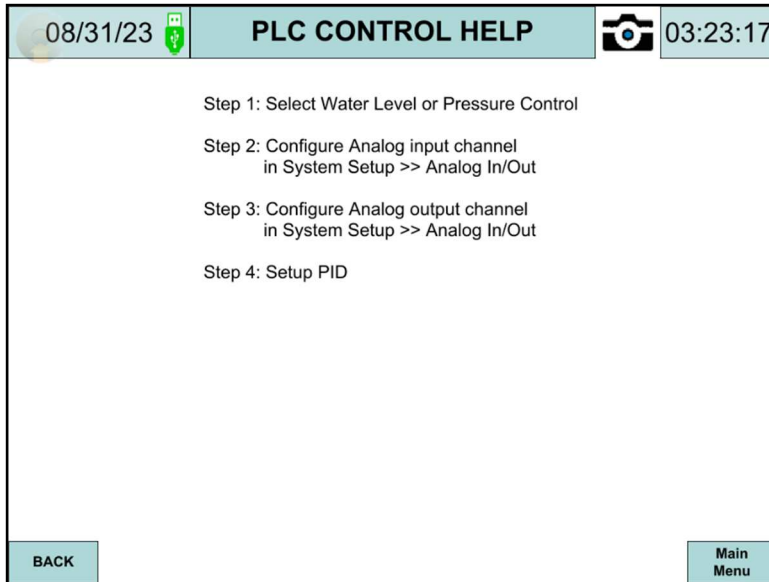 08/31/23
PLC CONTROL HELP
03:23:17
Step 1: Select Water Level or Pressure Control
Step 2: Configure Analog input channel
in System Setup >> Analog In/Out
Step 3: Configure Analog output channel
in System Setup >> Analog In/Out
Step 4: Setup PID
BACK
Main
Menu